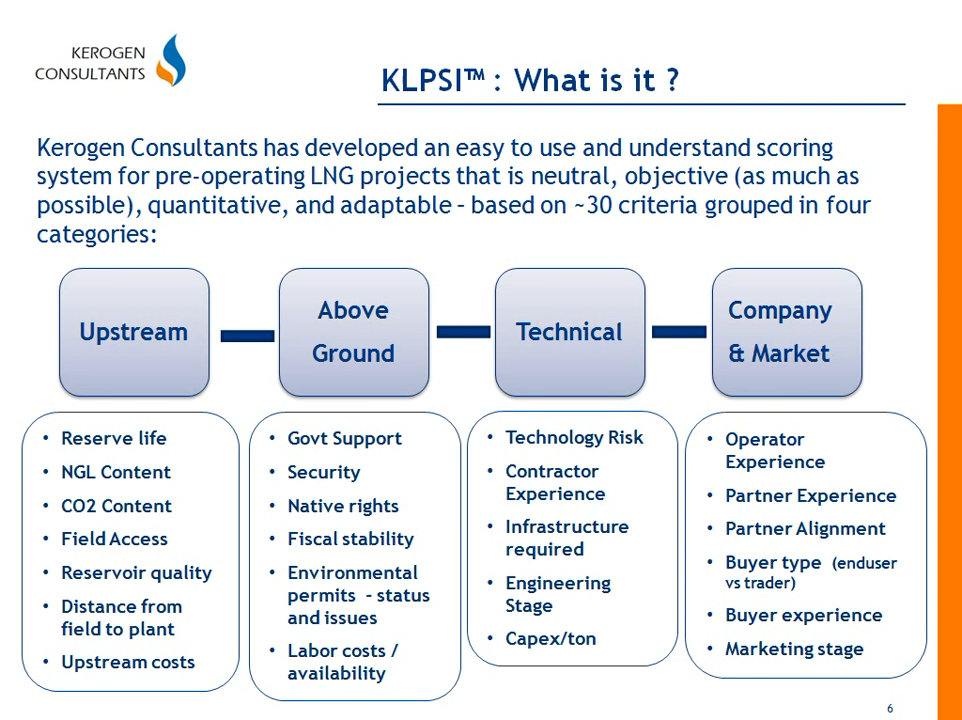 KEROGEN
CONSULTANTS
KLPSI™ : What is it ?
Kerogen Consultants has developed an easy to use and understand scoring
system for pre-operating LNG projects that is neutral, objective (as much as
possible), quantitative, and adaptable – based on ~30 criteria grouped in four
categories:
Upstream
Above
Ground
Technical
Company
& Market
• Reserve life
• NGL Content
• CO2 Content
• Field Access
• Reservoir quality
• Distance from
field to plant
• Upstream costs
• Govt Support
• Security
• Native rights
• Fiscal stability
• Environmental
permits – status
and issues
• Labor costs /
availability
• Technology Risk
• Contractor
Experience
• Infrastructure
required
• Engineering
Stage
• Capex/ton
• Operator
Experience
• Partner Experience
• Partner Alignment
• Buyer type (enduser
vs trader)
• Buyer experience
• Marketing stage
6